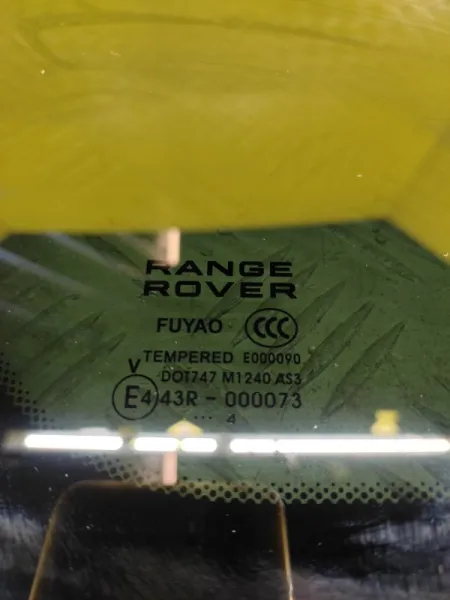 RANGE
ROVER
FUYAO CCC
TEMPERED E000090
V
DOT747 M1240 AS3
E4 43R - 000073
... 4